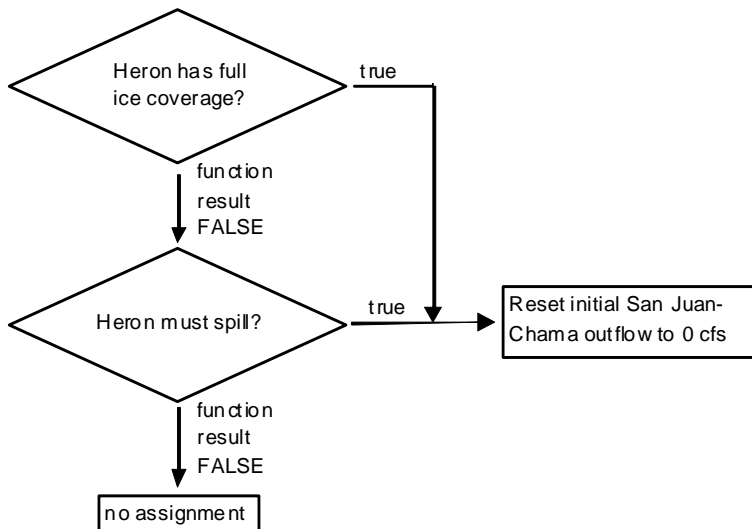 Heron has full
ice coverage?
true
function
result
FALSE
Heron must spill?
true
Reset initial San Juan-
Chama outflow to 0 cfs
function
result
FALSE
no assignment